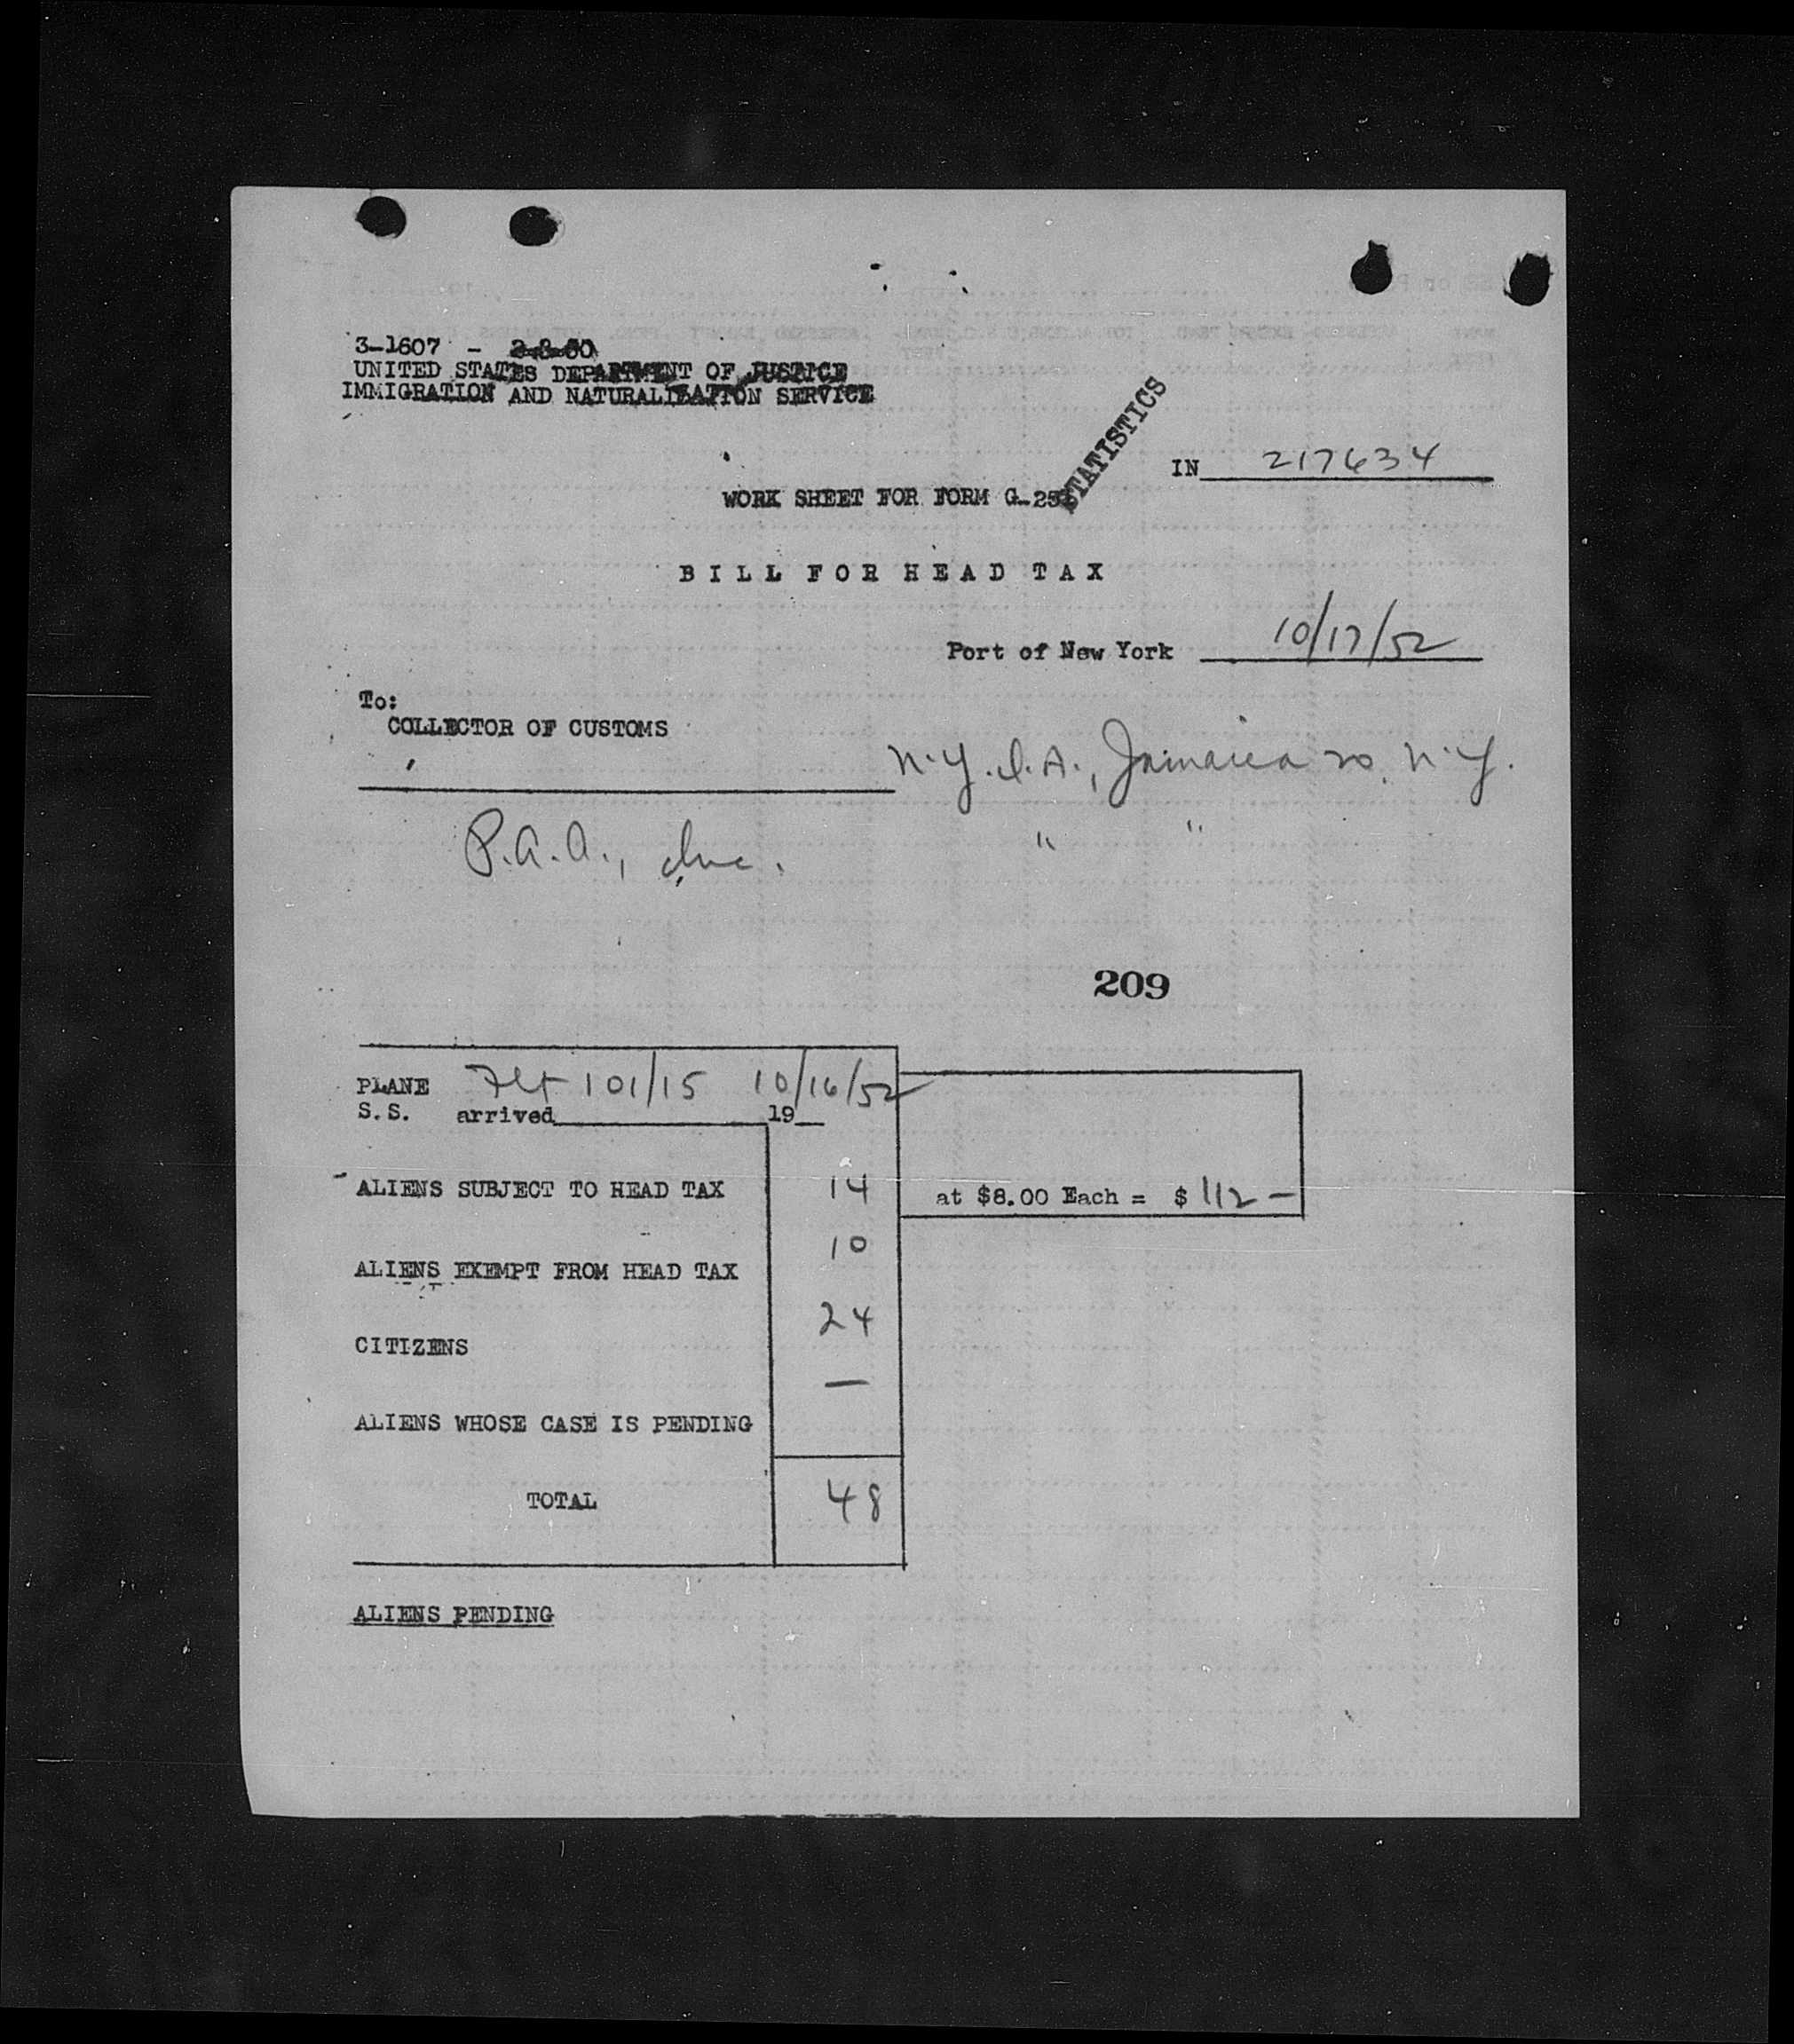 3-1607 - 2-8-50
UNITED STATES DEPARTMENT OF JUSTICE
IMMIGRATION AND NATURALIZATION SERVICE
STATISTICS
IN 217634
WORK SHEET FOR FORM G-25
BILL FOR HEAD TAX
Port of New York 10/17/52
To:
COLLECTOR OF CUSTOMS
N.Y.I.A., Jamaica 20, N.Y.
P.A.A., Inc. " "
209
PLANE Flt 101/15 10/16/52
S.S. arrived 19
ALIENS SUBJECT TO HEAD TAX 14 at $8.00 Each = $ 112 —
ALIENS EXEMPT FROM HEAD TAX 10
CITIZENS 24
ALIENS WHOSE CASE IS PENDING —
TOTAL 48
ALIENS PENDING